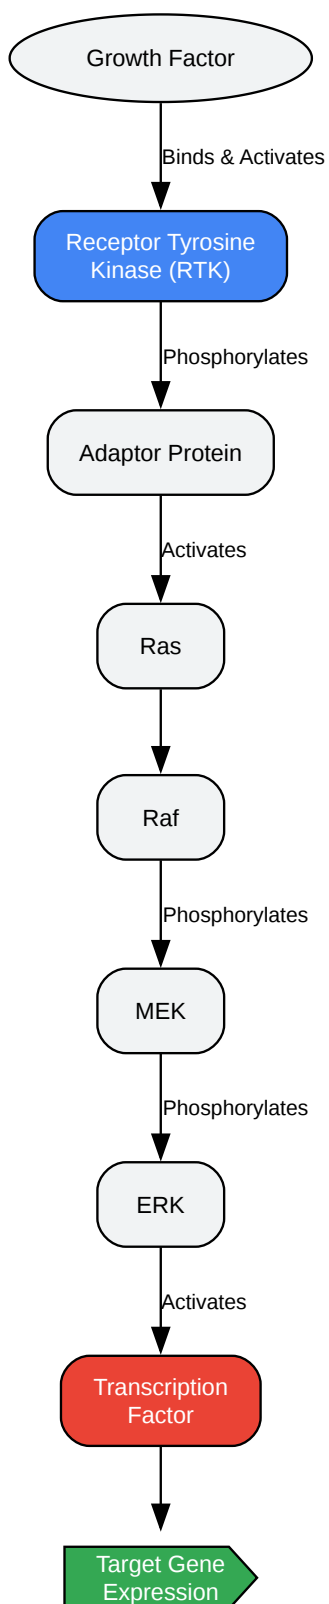 Growth Factor
Binds & Activates
Receptor Tyrosine
Kinase (RTK)
Phosphorylates
Adaptor Protein
Activates
Ras
Raf
Phosphorylates
MEK
Phosphorylates
ERK
Activates
Transcription
Factor
Target Gene
Expression